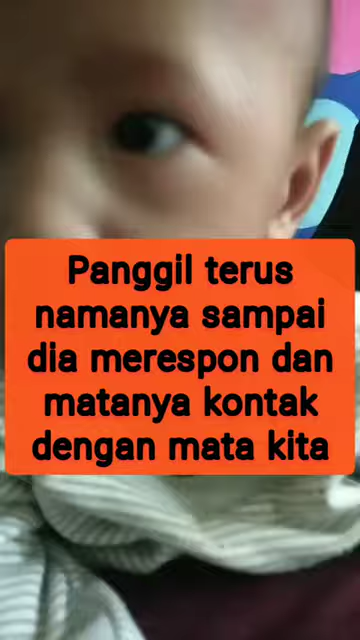 Panggil terus
namanya sampai
dia merespon dan
matanya kontak
dengan mata kita